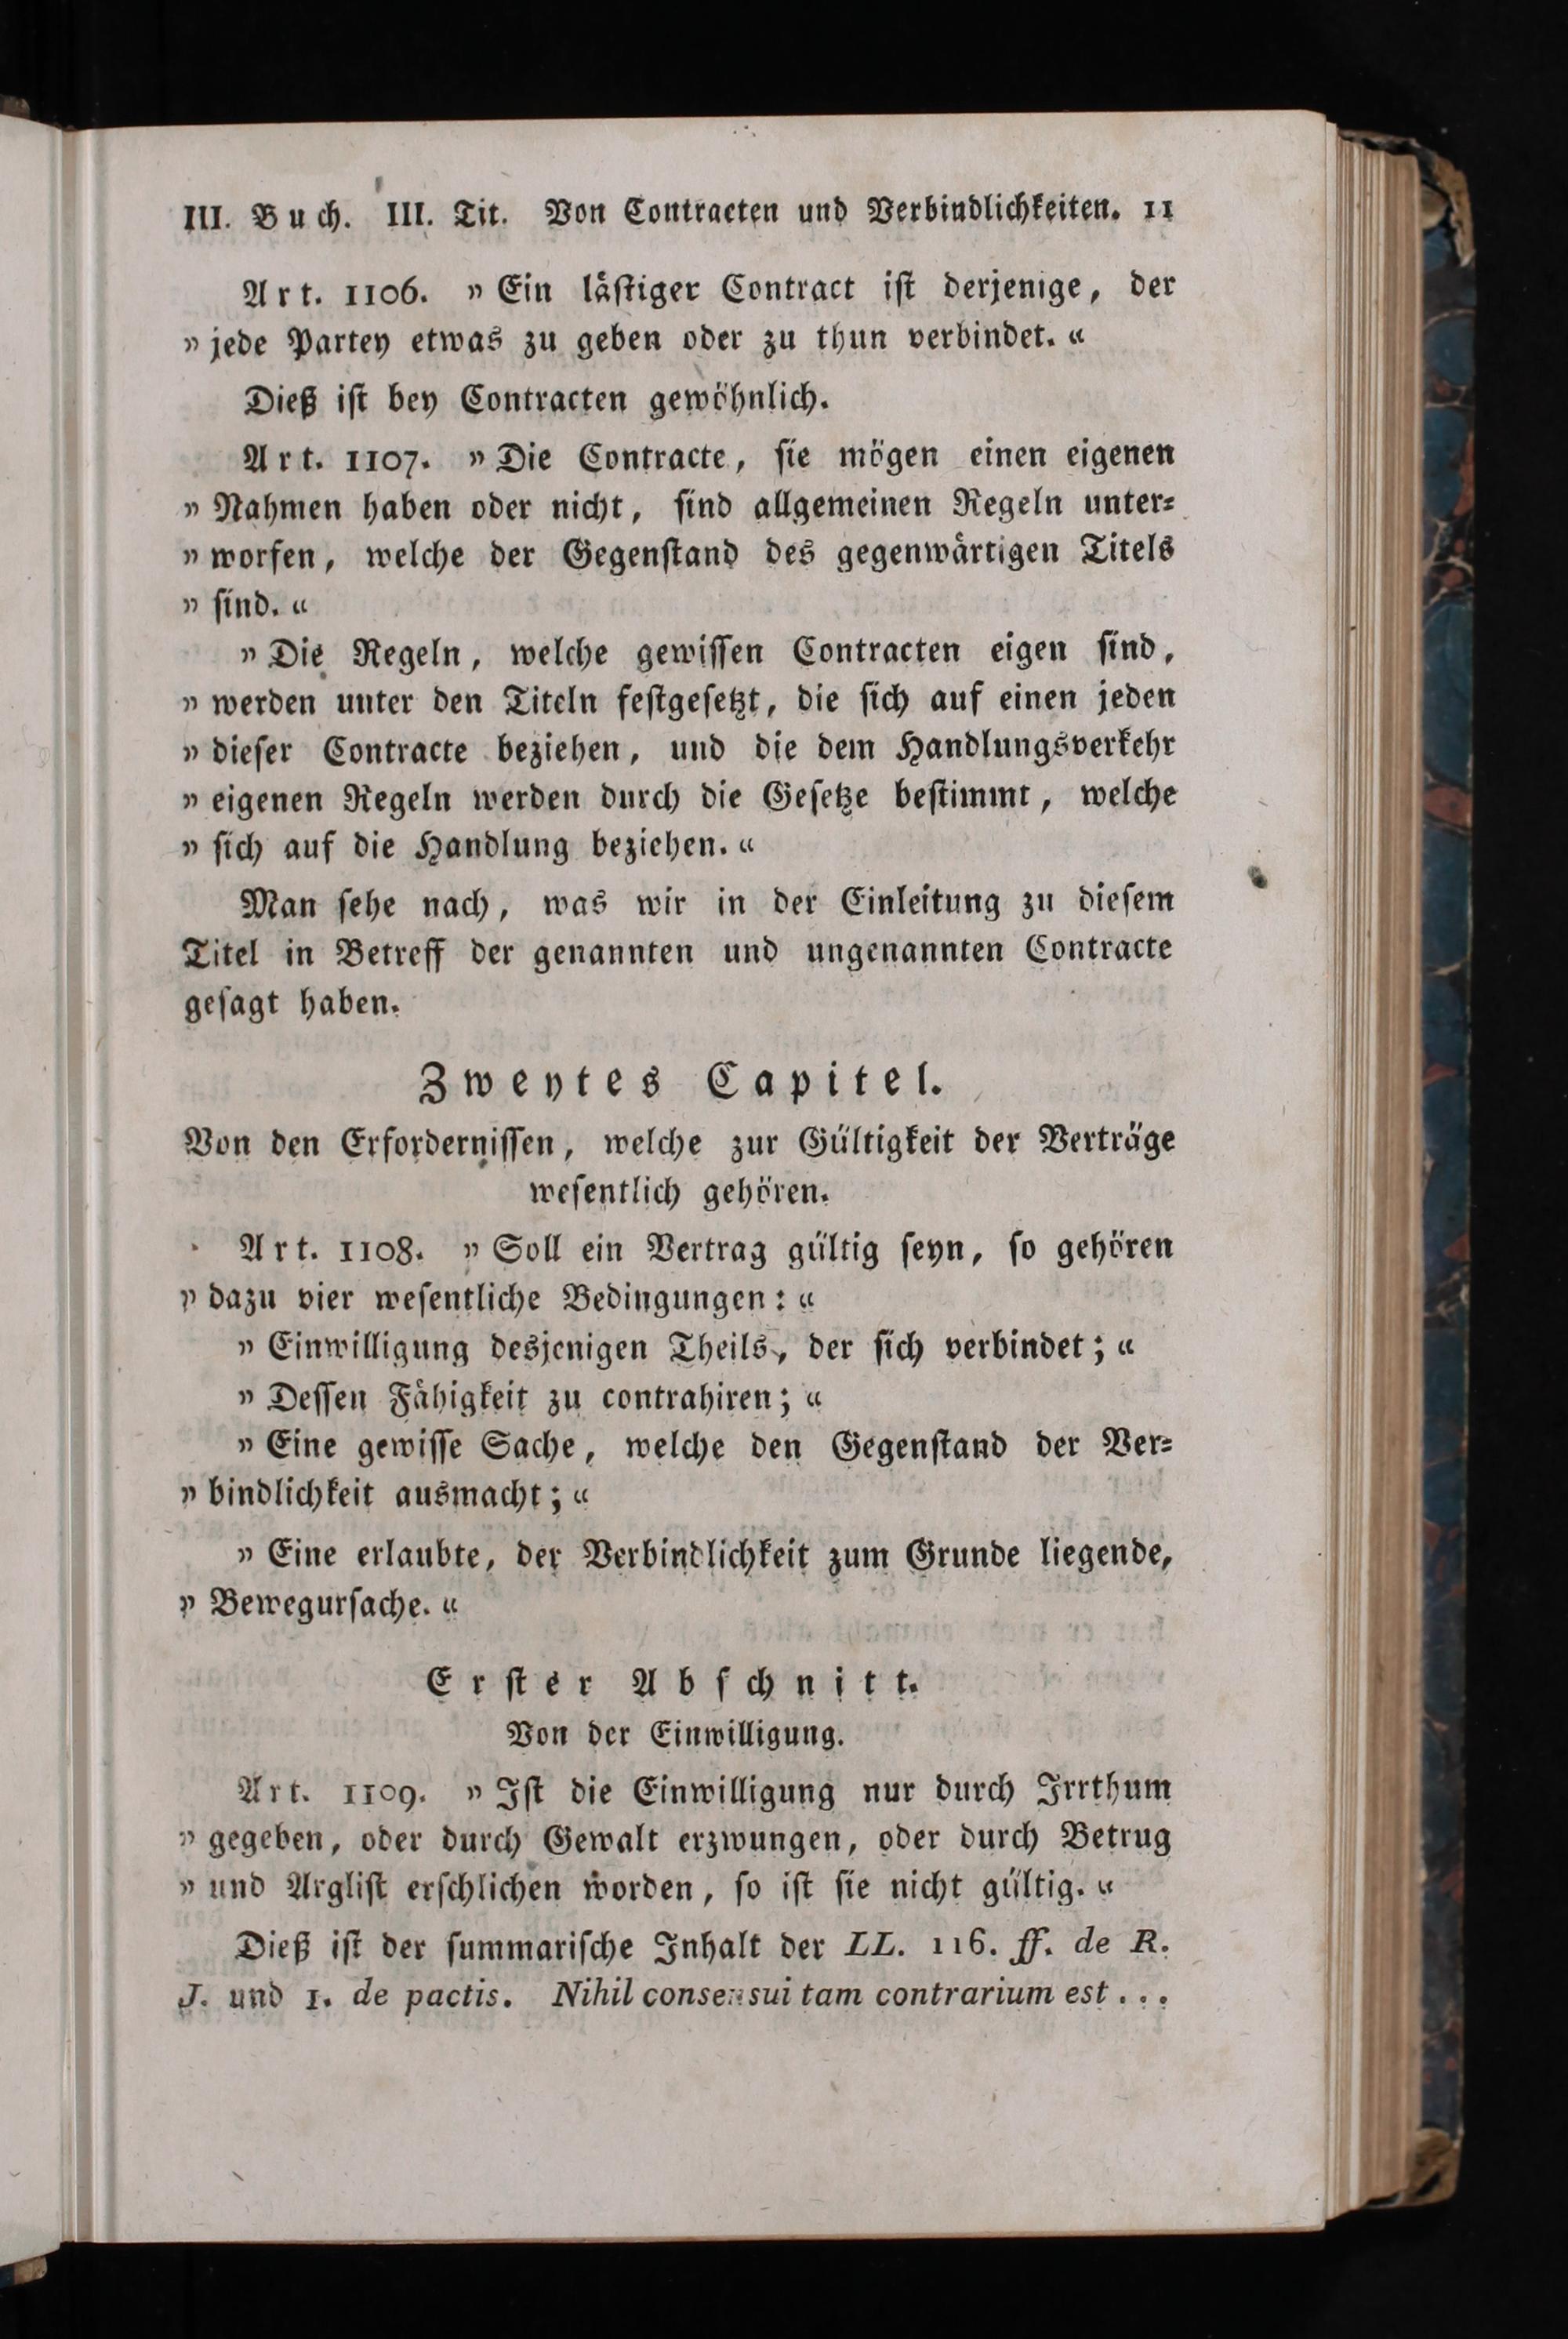 III. Buch. III. Tit. Von Contracten und Verbindlichkeiten. 11
Art. 1106. » Ein lästiger Contract ist derjenige, der
» jede Partey etwas zu geben oder zu thun verbindet. «
Dieß ist bey Contracten gewöhnlich.
Art. 1107. » Die Contracte, sie mögen einen eigenen
» Nahmen haben oder nicht, sind allgemeinen Regeln unter-
» worfen, welche der Gegenstand des gegenwärtigen Titels
» sind. «
» Die Regeln, welche gewissen Contracten eigen sind,
» werden unter den Titeln festgesetzt, die sich auf einen jeden
» dieser Contracte beziehen, und die dem Handlungsverkehr
» eigenen Regeln werden durch die Gesetze bestimmt, welche
» sich auf die Handlung beziehen. «
Man sehe nach, was wir in der Einleitung zu diesem
Titel in Betreff der genannten und ungenannten Contracte
gesagt haben.
Zweytes Capitel.
Von den Erfordernissen, welche zur Gültigkeit der Verträge
wesentlich gehören.
Art. 1108. » Soll ein Vertrag gültig seyn, so gehören
» dazu vier wesentliche Bedingungen: «
» Einwilligung desjenigen Theils, der sich verbindet; «
» Dessen Fähigkeit zu contrahiren; «
» Eine gewisse Sache, welche den Gegenstand der Ver-
» bindlichkeit ausmacht; «
» Eine erlaubte, der Verbindlichkeit zum Grunde liegende,
» Bewegursache. «
Erster Abschnitt.
Von der Einwilligung.
Art. 1109. » Ist die Einwilligung nur durch Irrthum
» gegeben, oder durch Gewalt erzwungen, oder durch Betrug
» und Arglist erschlichen worden, so ist sie nicht gültig. «
Dieß ist der summarische Inhalt der LL. 116. ff. de R.
J. und 1. de pactis. Nihil consensui tam contrarium est . . .